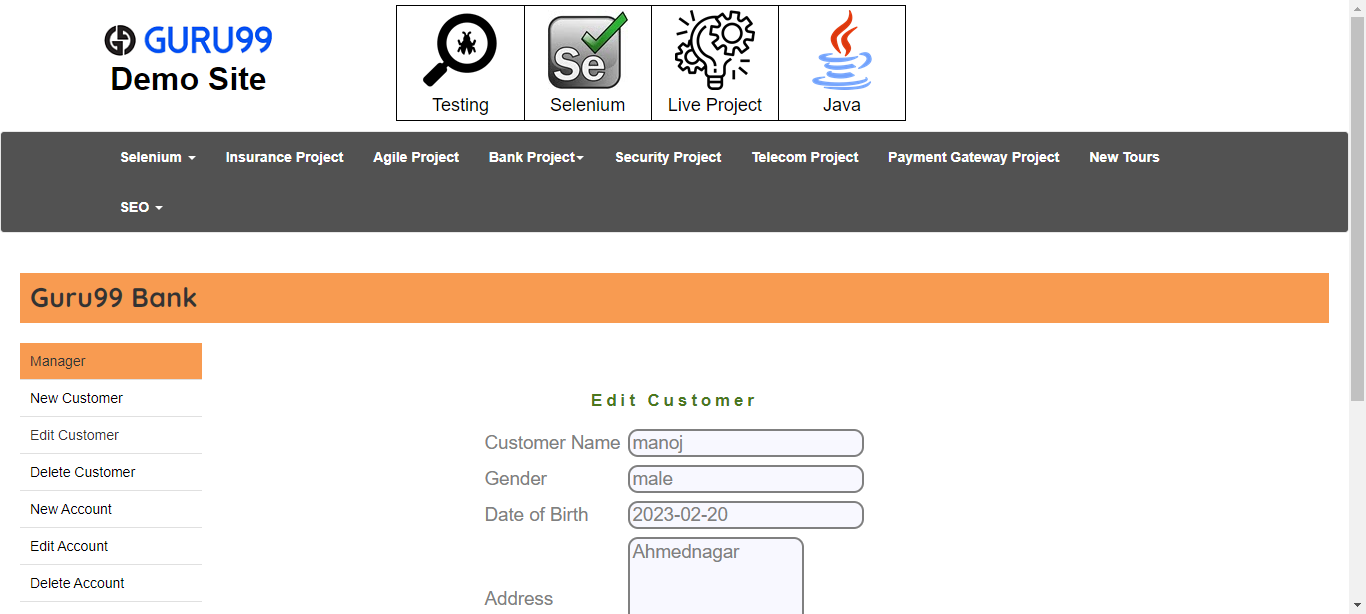 GURU99
Demo Site
Se
Testing Selenium Live Project Java
Selenium Insurance Project Agile Project Bank Project Security Project Telecom Project Payment Gateway Project New Tours
SEO
Guru99 Bank
Manager
New Customer
Edit Customer
Delete Customer
New Account
Edit Account
Delete Account
Edit Customer
Customer Name manoj
Gender male
Date of Birth 2023-02-20
Address Ahmednagar